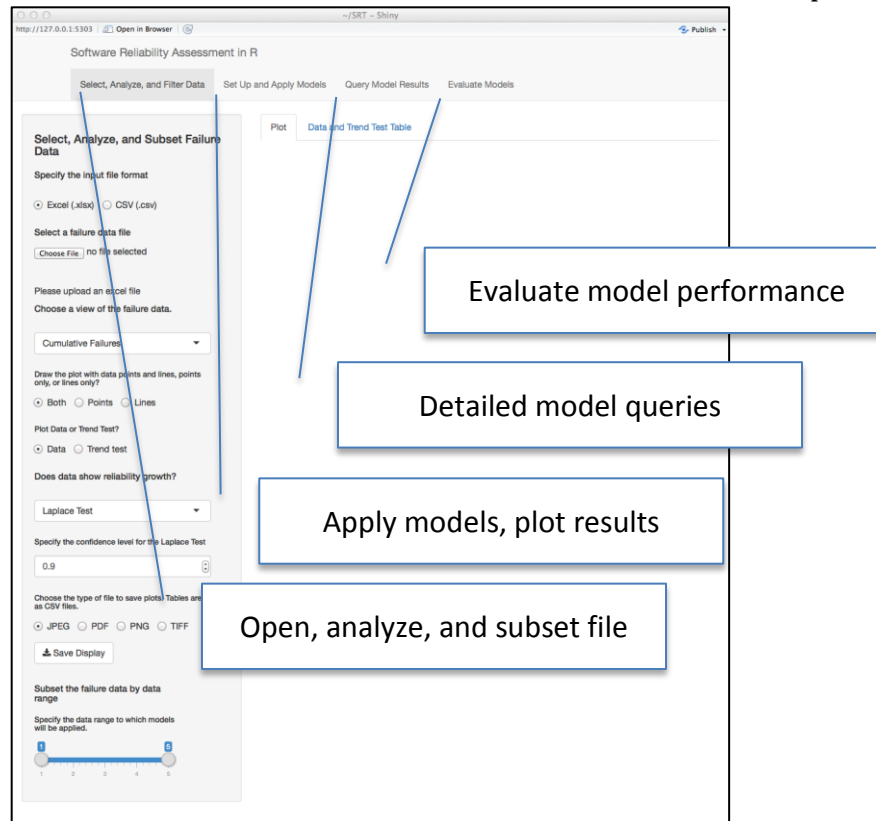 ~/SRT – Shiny
http://127.0.0.1:5303 Open in Browser Publish
Software Reliability Assessment in R
Select, Analyze, and Filter Data Set Up and Apply Models Query Model Results Evaluate Models
Plot Data and Trend Test Table
Select, Analyze, and Subset Failure
Data
Specify the input file format
Excel (.xlsx) CSV (.csv)
Select a failure data file
Choose File no file selected
Please upload an excel file
Choose a view of the failure data.
Cumulative Failures
Draw the plot with data points and lines, points
only, or lines only?
Both Points Lines
Plot Data or Trend Test?
Data Trend test
Does data show reliability growth?
Laplace Test
Specify the confidence level for the Laplace Test
0.9
Choose the type of file to save plots. Tables are
as CSV files.
JPEG PDF PNG TIFF
Save Display
Subset the failure data by data
range
Specify the data range to which models
will be applied.
1 5
1 2 3 4 5
Evaluate model performance
Detailed model queries
Apply models, plot results
Open, analyze, and subset file